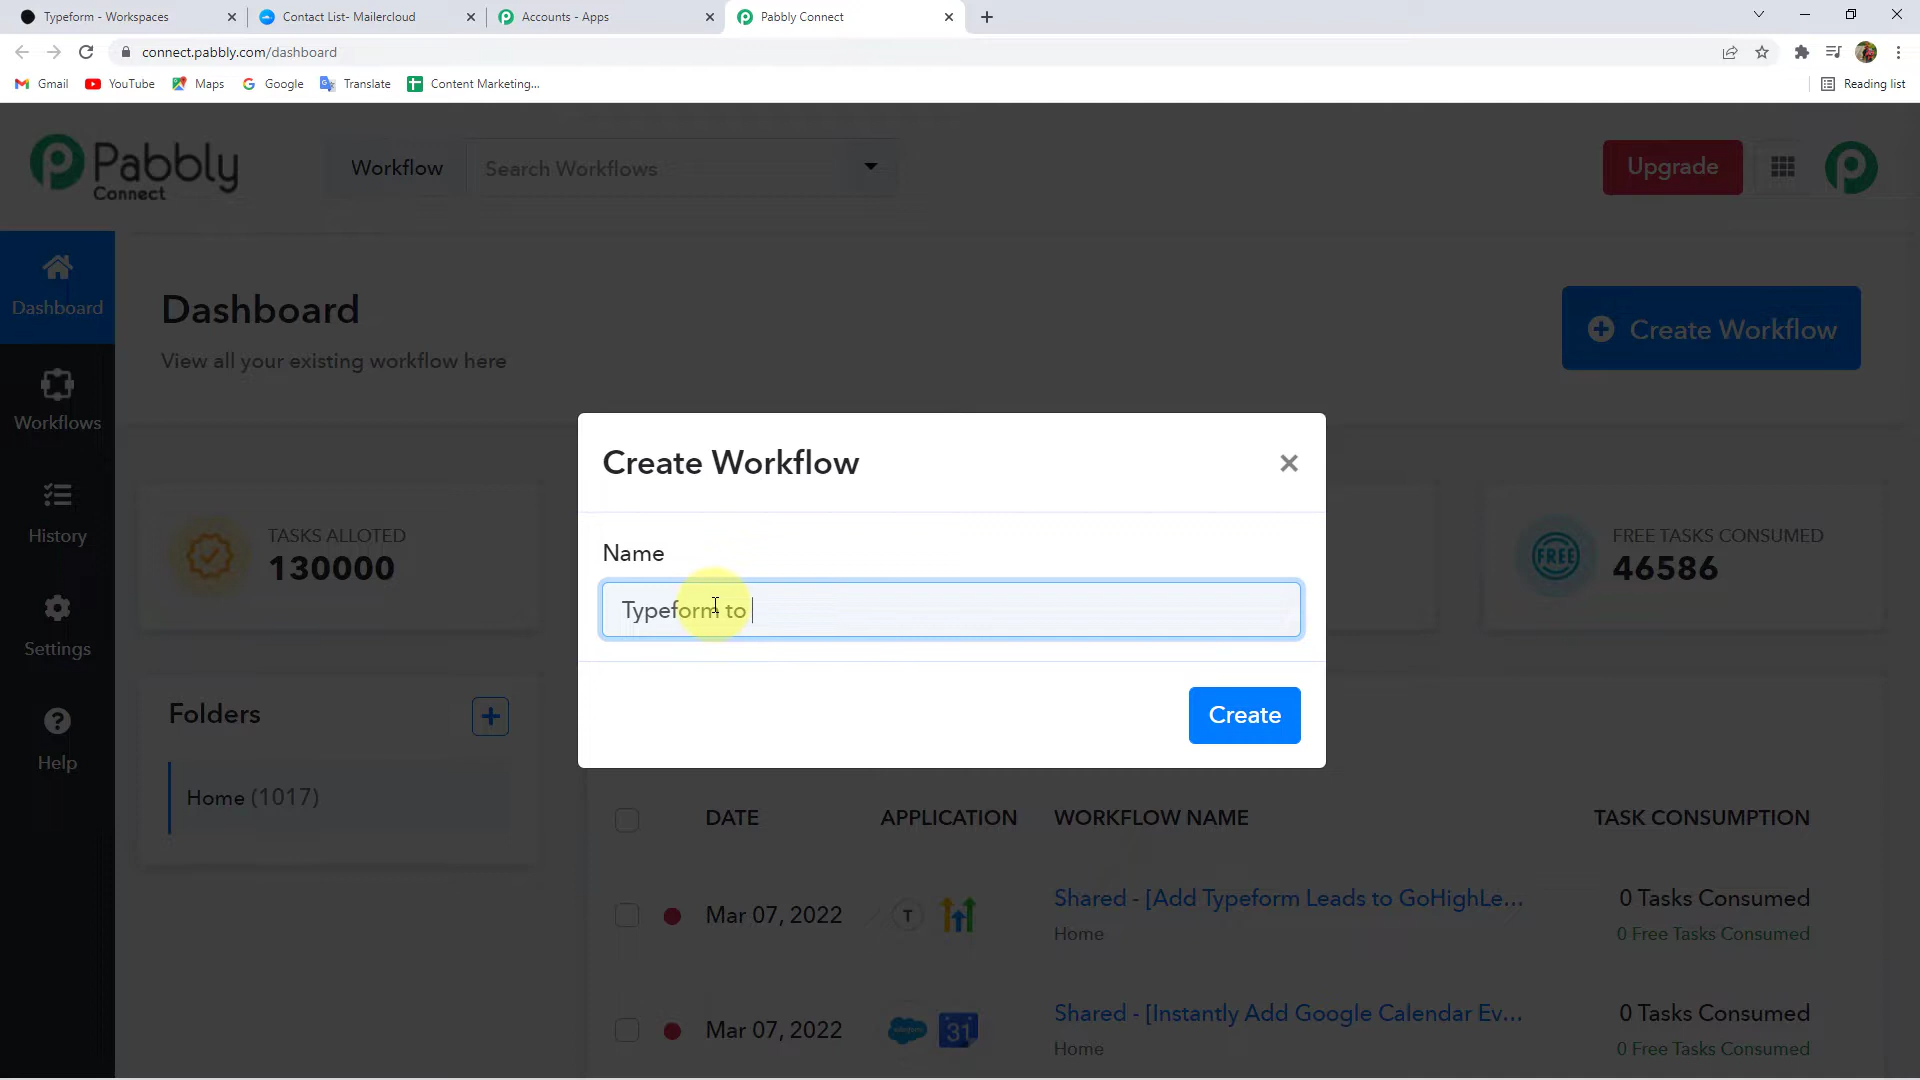 Typeform - Workspaces
Contact List- Mailercloud
Accounts - Apps
Pabbly Connect
connect.pabbly.com/dashboard
Gmail
YouTube
Maps
Google
Translate
Content Marketing...
Reading list
Pabbly
Connect
Workflow
Search Workflows
Upgrade
Dashboard
Workflows
History
Settings
Help
Dashboard
View all your existing workflow here
Create Workflow
TASKS ALLOTED
130000
FREE
FREE TASKS CONSUMED
46586
Create Workflow
Name
Typeform to
Create
Folders
Home (1017)
DATE
APPLICATION
WORKFLOW NAME
TASK CONSUMPTION
Mar 07, 2022
T
Shared - [Add Typeform Leads to GoHighLe...
Home
0 Tasks Consumed
0 Free Tasks Consumed
Mar 07, 2022
31
Shared - [Instantly Add Google Calendar Ev...
Home
0 Tasks Consumed
0 Free Tasks Consumed